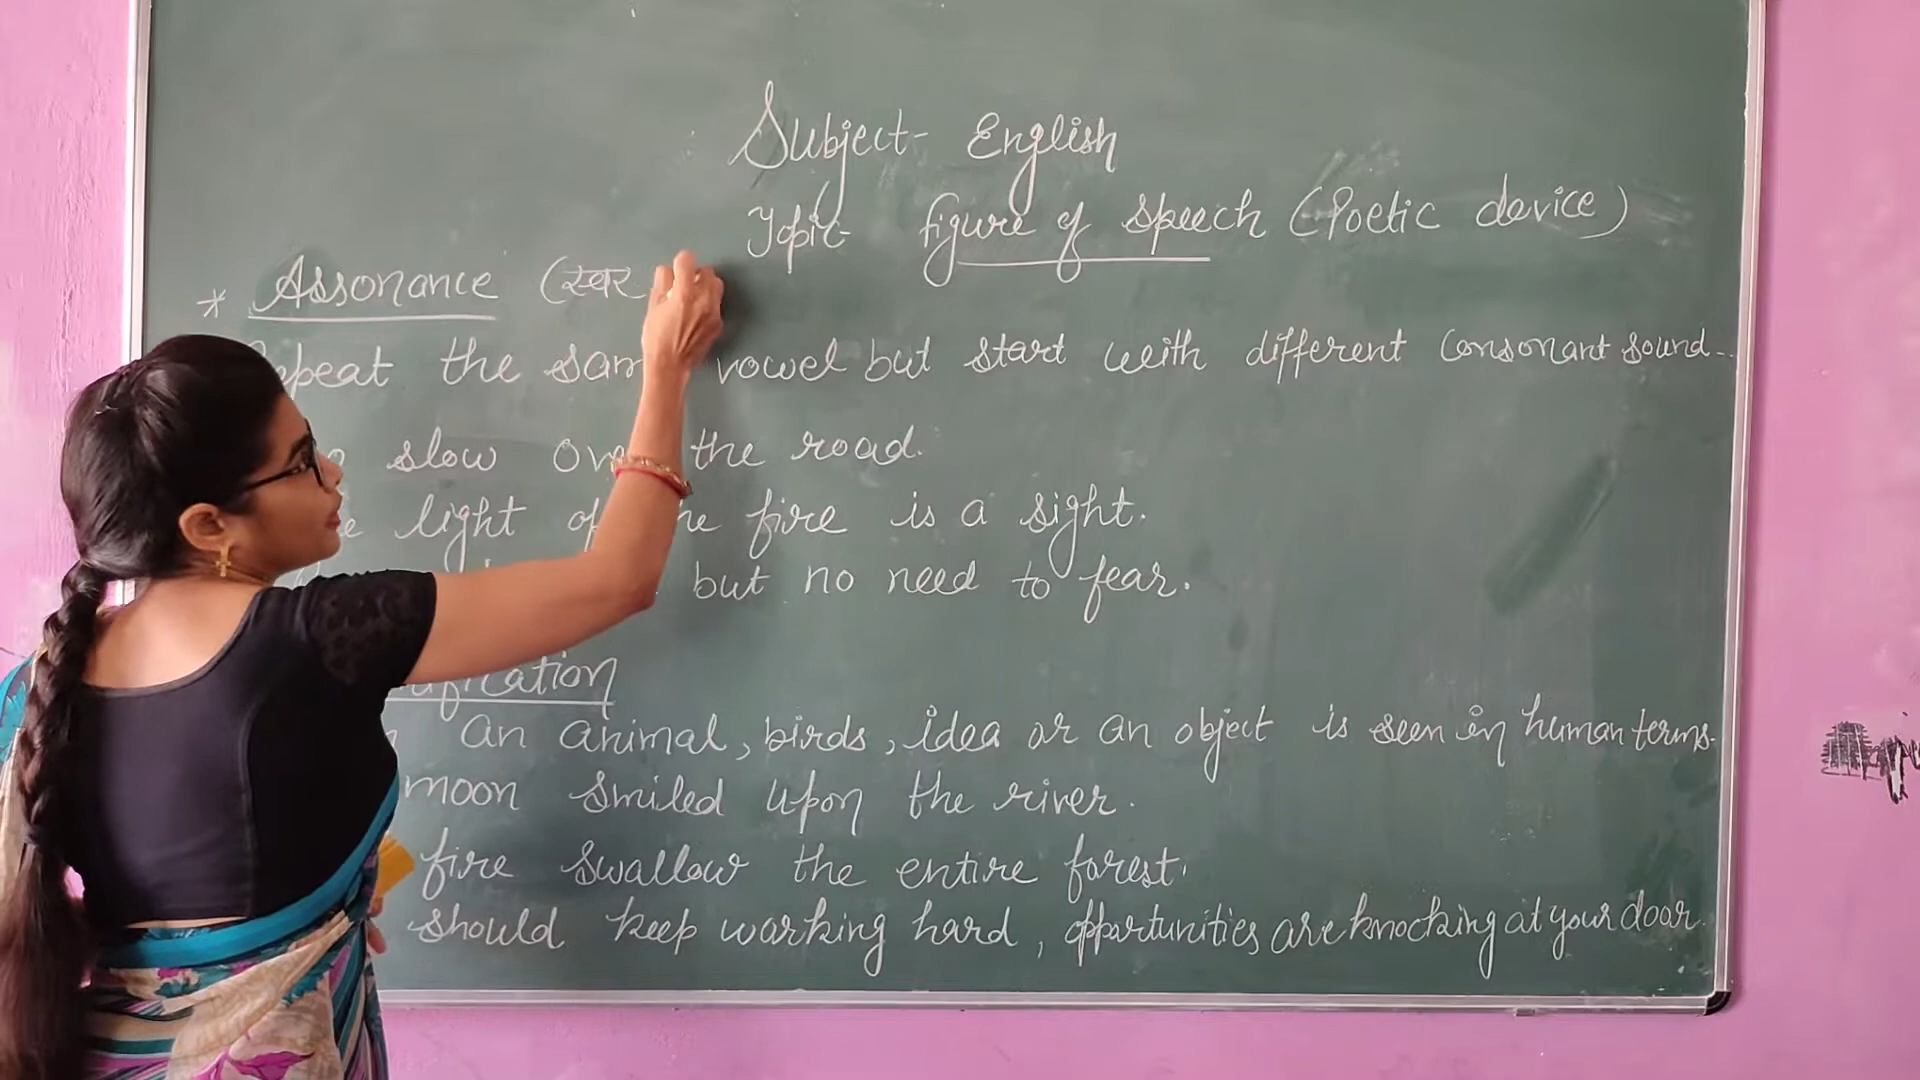 Subject- English
Topic- figure of speech (Poetic device)
* Assonance (स्वर
the vowel but start with different consonant sound-
slow the road.
light fire is a sight.
but no need to fear.
an animal, birds, idea or an object is seen in human terms.
moon smiled upon the river.
fire swallow the entire forest.
should keep working hard, opportunities are knocking at your door.